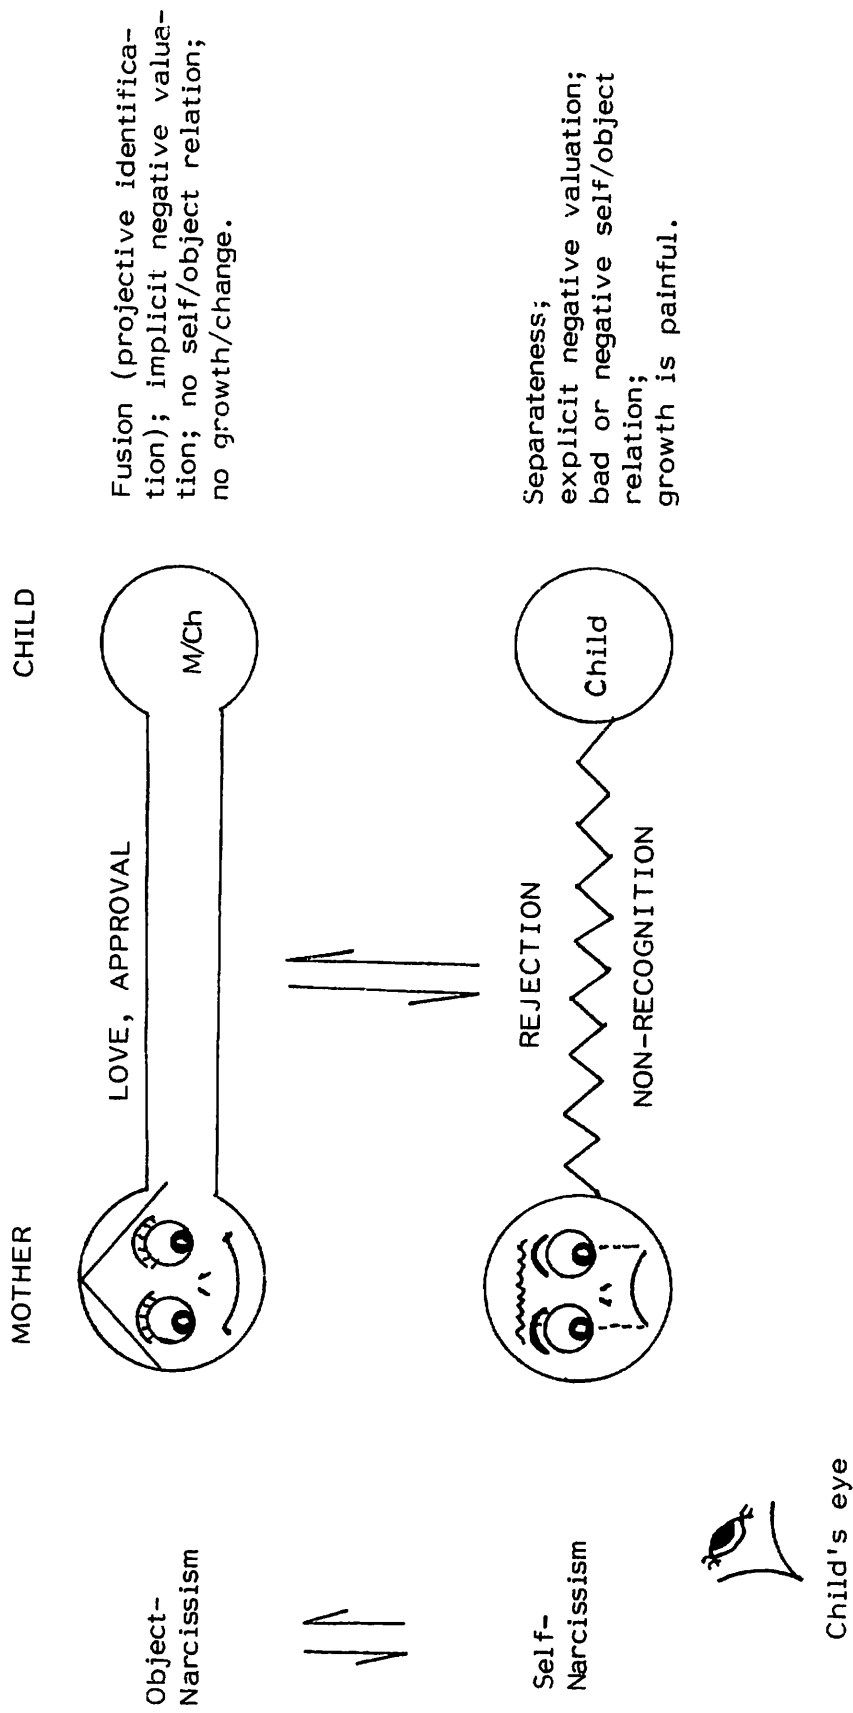 MOTHER
CHILD
Object-
Narcissism
LOVE, APPROVAL
M/Ch
Fusion (projective identifica-
tion); implicit negative valua-
tion; no self/object relation;
no growth/change.
Self-
Narcissism
REJECTION
NON-RECOGNITION
Child
Separateness;
explicit negative valuation;
bad or negative self/object
relation;
growth is painful.
Child's eye